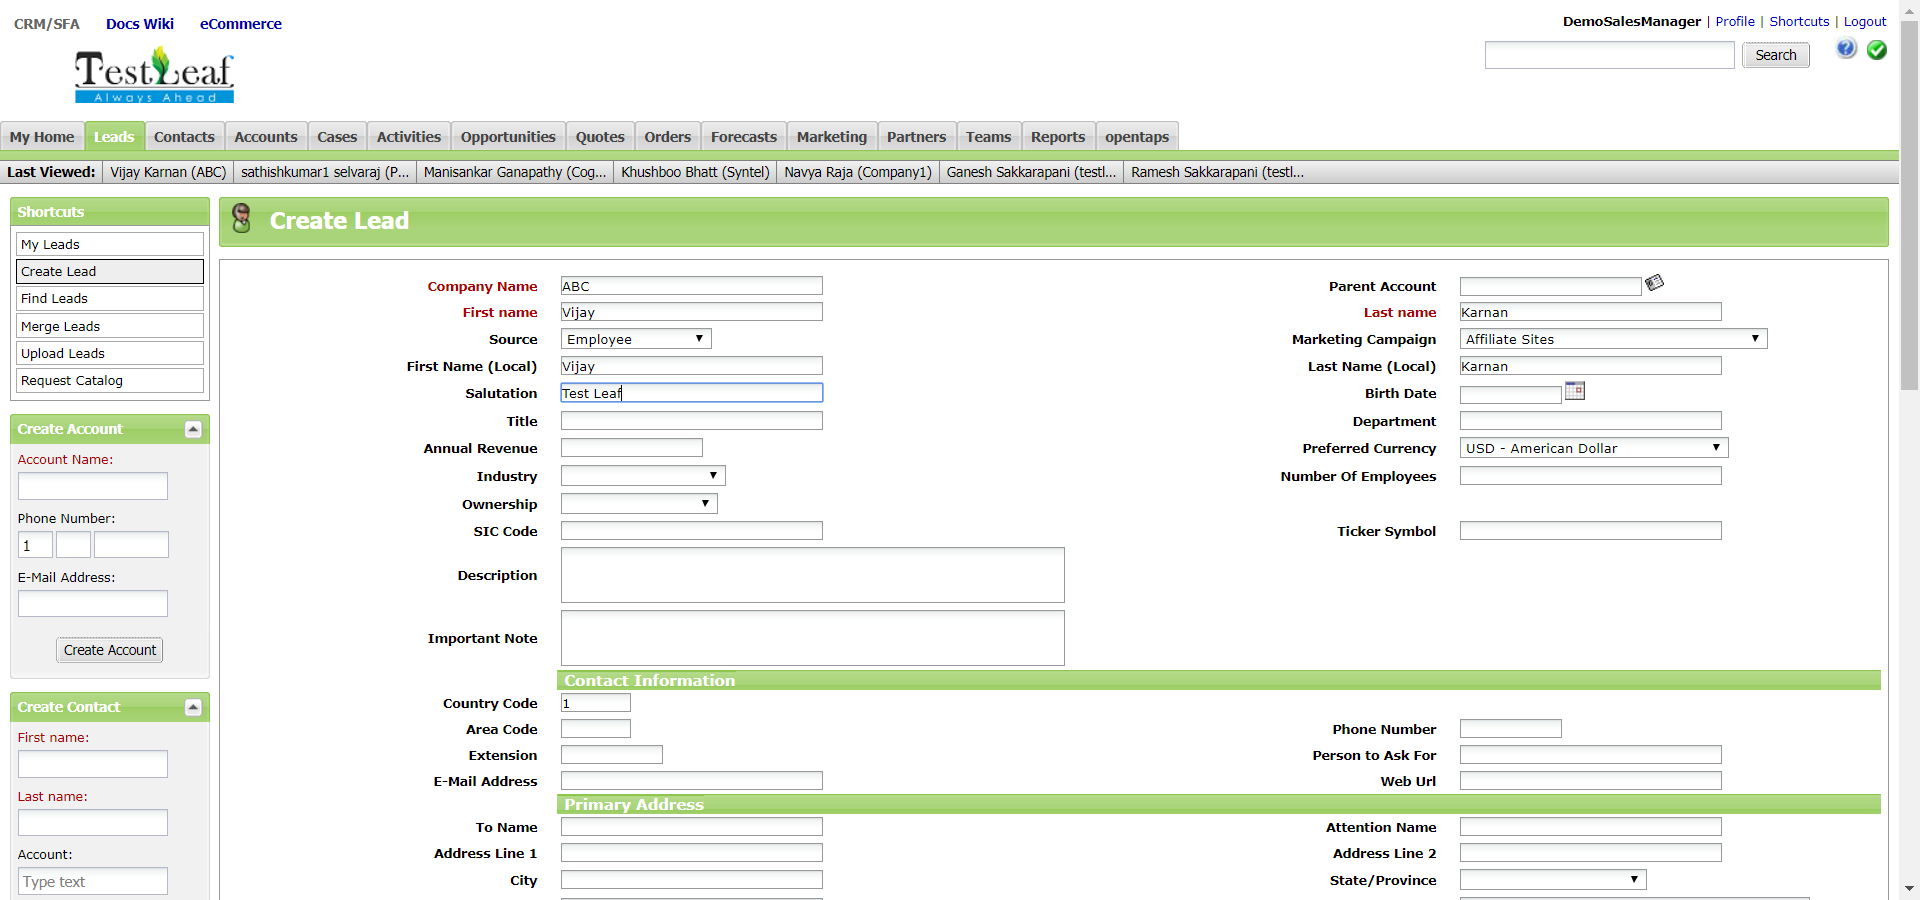 CRM/SFA Docs Wiki eCommerce
DemoSalesManager | Profile | Shortcuts | Logout
TestLeaf
Always Ahead
Search
My Home Leads Contacts Accounts Cases Activities Opportunities Quotes Orders Forecasts Marketing Partners Teams Reports opentaps
Last Viewed: Vijay Karnan (ABC) sathishkumar1 selvaraj (P... Manisankar Ganapathy (Cog... Khushboo Bhatt (Syntel) Navya Raja (Company1) Ganesh Sakkarapani (testl... Ramesh Sakkarapani (testl...
Shortcuts
My Leads
Create Lead
Find Leads
Merge Leads
Upload Leads
Request Catalog
Create Account
Account Name:
Phone Number:
1
E-Mail Address:
Create Account
Create Contact
First name:
Last name:
Account:
Type text
Create Lead
Company Name ABC Parent Account
First name Vijay Last name Karnan
Source Employee Marketing Campaign Affiliate Sites
First Name (Local) Vijay Last Name (Local) Karnan
Salutation Test Leaf Birth Date
Title Department
Annual Revenue Preferred Currency USD - American Dollar
Industry Number Of Employees
Ownership
SIC Code Ticker Symbol
Description
Important Note
Contact Information
Country Code 1
Area Code Phone Number
Extension Person to Ask For
E-Mail Address Web Url
Primary Address
To Name Attention Name
Address Line 1 Address Line 2
City State/Province